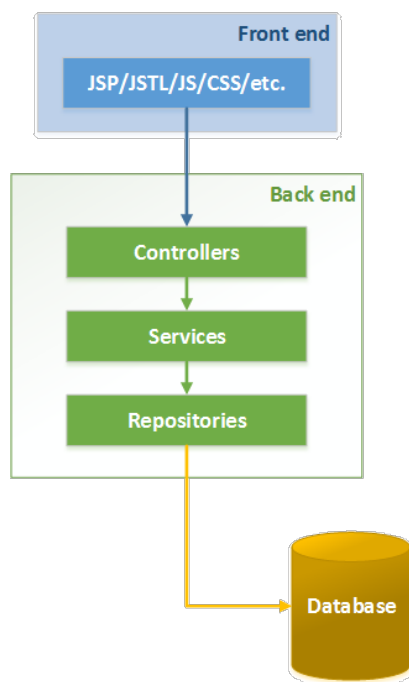 Front end
JSP/JSTL/JS/CSS/etc.
Back end
Controllers
Services
Repositories
Database